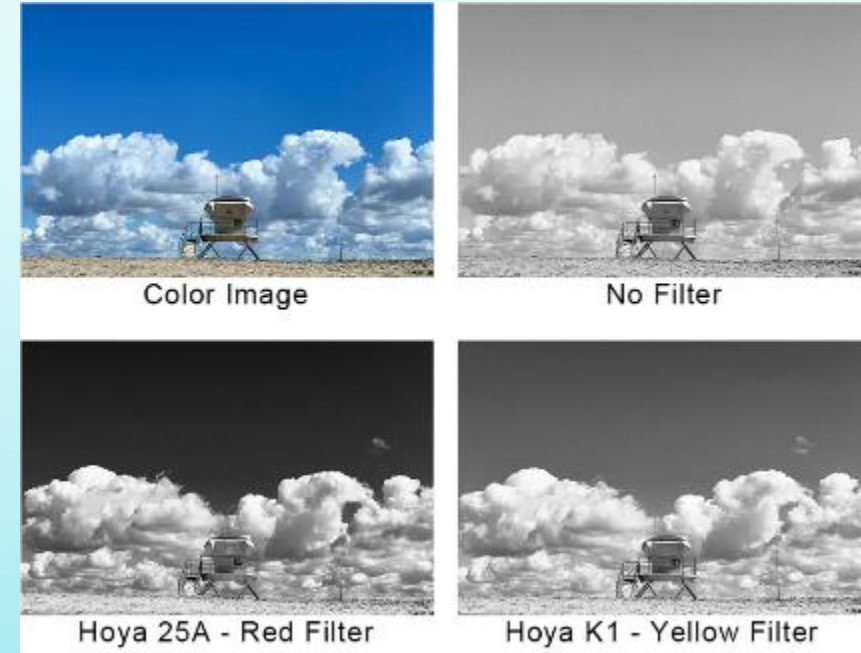 Color Image
No Filter
Hoya 25A - Red Filter
Hoya K1 - Yellow Filter